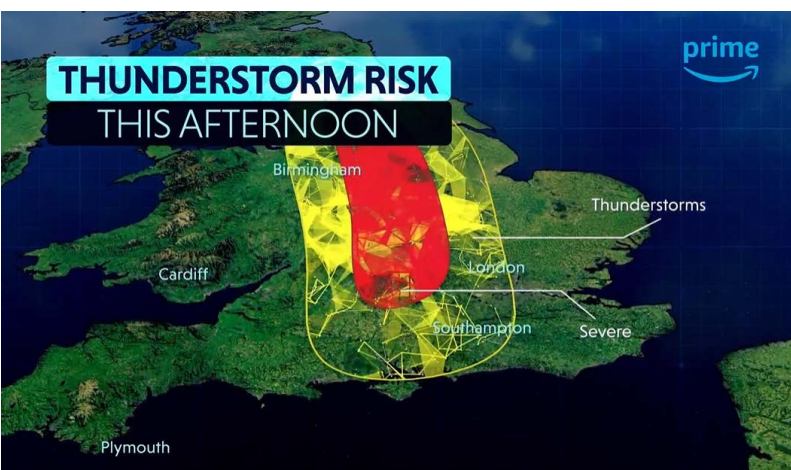 THUNDERSTORM RISK
THIS AFTERNOON
prime
Birmingham
Thunderstorms
Cardiff
London
Southampton
Severe
Plymouth